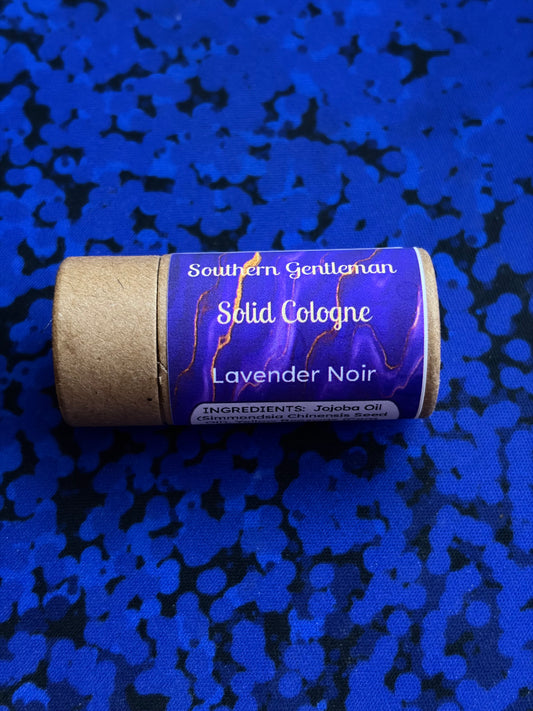 Southern Gentleman
Solid Cologne
Lavender Noir
INGREDIENTS: Jojoba Oil
(Simmondsia Chinensis Seed